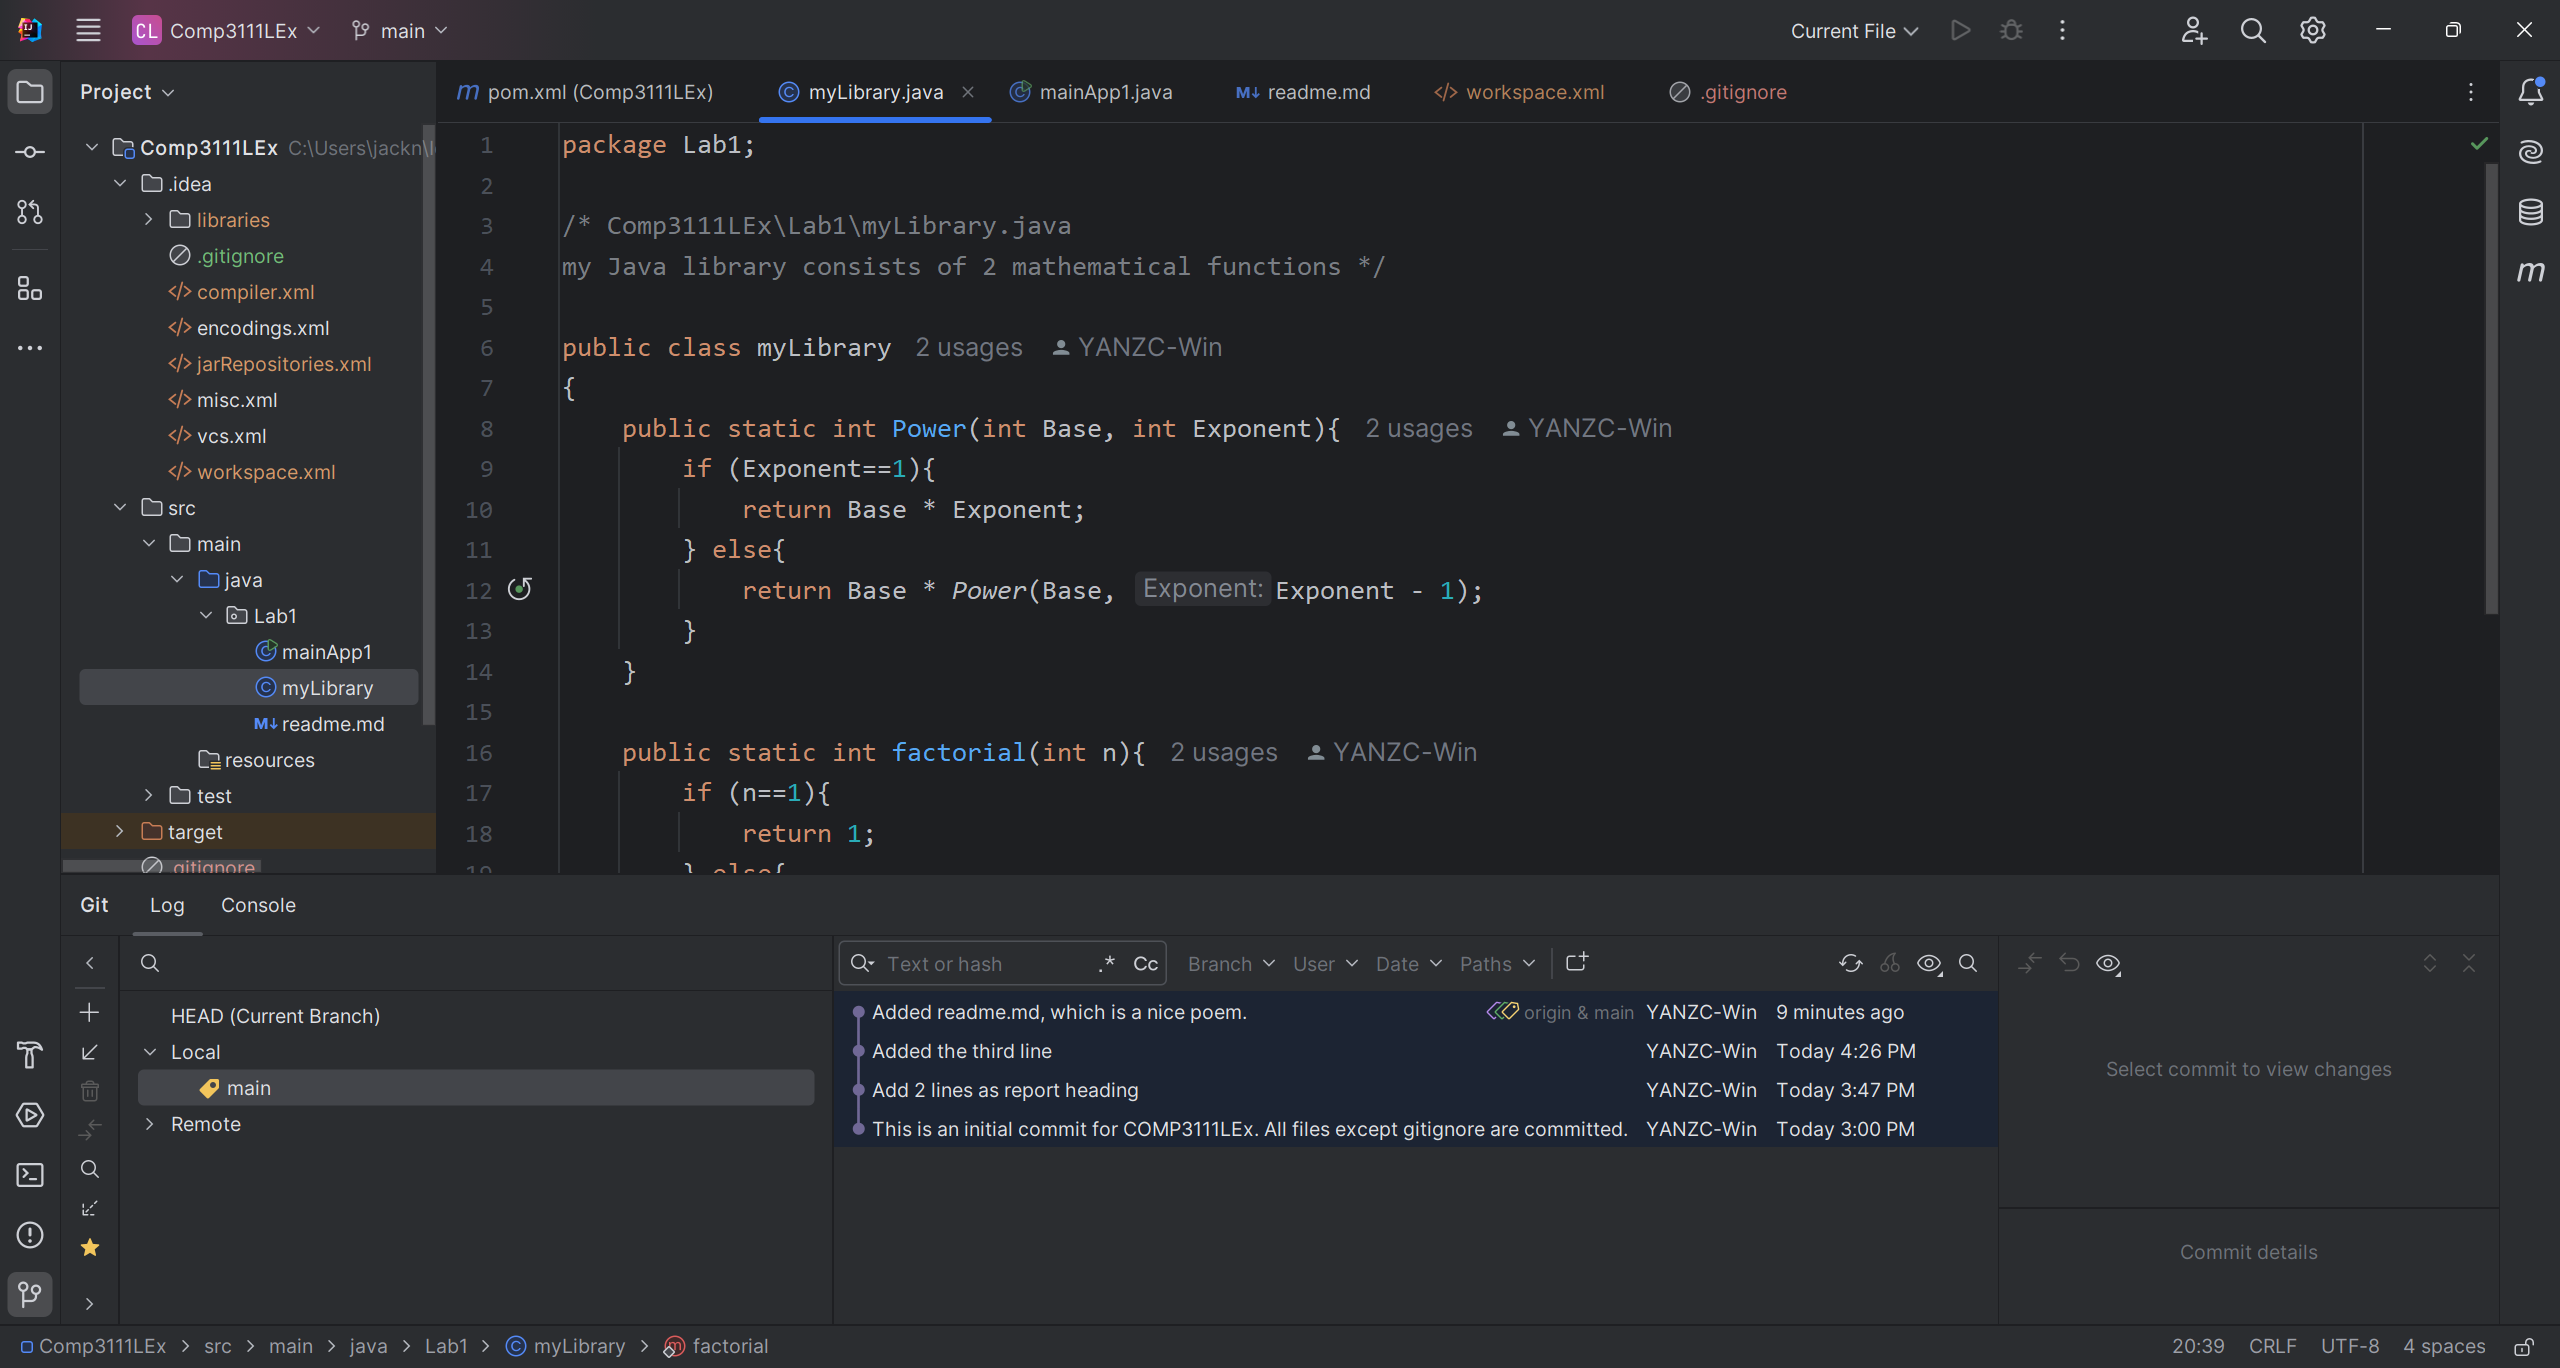 CL Comp3111LEx main Current File
Project
pom.xml (Comp3111LEx) myLibrary.java mainApp1.java readme.md workspace.xml .gitignore
Comp3111LEx C:\Users\jackn\
.idea
libraries
.gitignore
compiler.xml
encodings.xml
jarRepositories.xml
misc.xml
vcs.xml
workspace.xml
src
main
java
Lab1
mainApp1
myLibrary
readme.md
resources
test
target
.gitignore
1 package Lab1;
2
3 /* Comp3111LEx\Lab1\myLibrary.java
4 my Java library consists of 2 mathematical functions */
5
6 public class myLibrary 2 usages YANZC-Win
7 {
8 public static int Power(int Base, int Exponent){ 2 usages YANZC-Win
9 if (Exponent==1){
10 return Base * Exponent;
11 } else{
12 return Base * Power(Base, Exponent: Exponent - 1);
13 }
14 }
15
16 public static int factorial(int n){ 2 usages YANZC-Win
17 if (n==1){
18 return 1;
19 } else{
Git Log Console
HEAD (Current Branch)
Local
main
Remote
Text or hash .* Cc Branch User Date Paths
Added readme.md, which is a nice poem. origin & main YANZC-Win 9 minutes ago
Added the third line YANZC-Win Today 4:26 PM
Add 2 lines as report heading YANZC-Win Today 3:47 PM
This is an initial commit for COMP3111LEx. All files except gitignore are committed. YANZC-Win Today 3:00 PM
Select commit to view changes
Commit details
Comp3111LEx > src > main > java > Lab1 > myLibrary > factorial 20:39 CRLF UTF-8 4 spaces